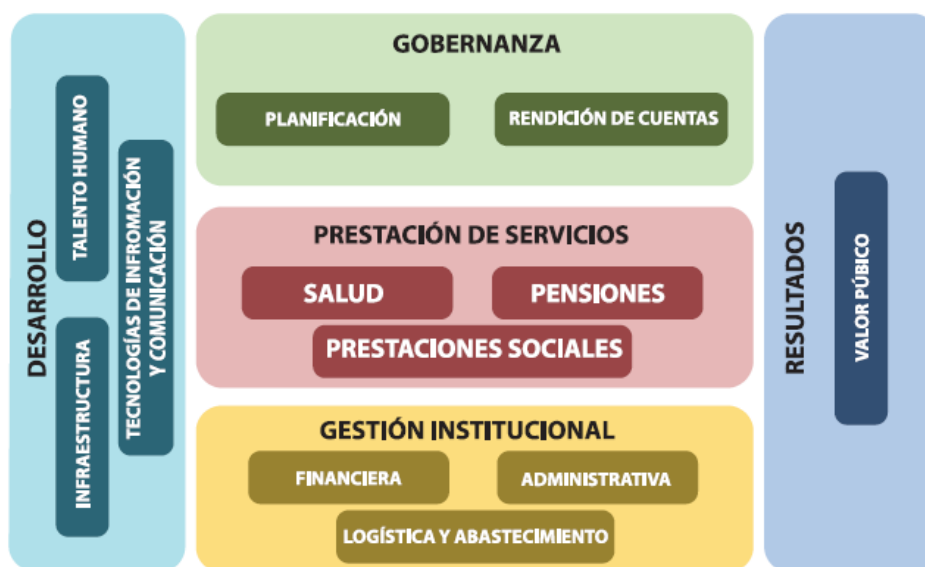 DESARROLLO
TALENTO HUMANO
INFRAESTRUCTURA
TECNOLOGÍAS DE INFROMACIÓN
Y COMUNICACIÓN
GOBERNANZA
PLANIFICACIÓN
RENDICIÓN DE CUENTAS
PRESTACIÓN DE SERVICIOS
SALUD
PENSIONES
PRESTACIONES SOCIALES
GESTIÓN INSTITUCIONAL
FINANCIERA
ADMINISTRATIVA
LOGÍSTICA Y ABASTECIMIENTO
RESULTADOS
VALOR PÚBICO